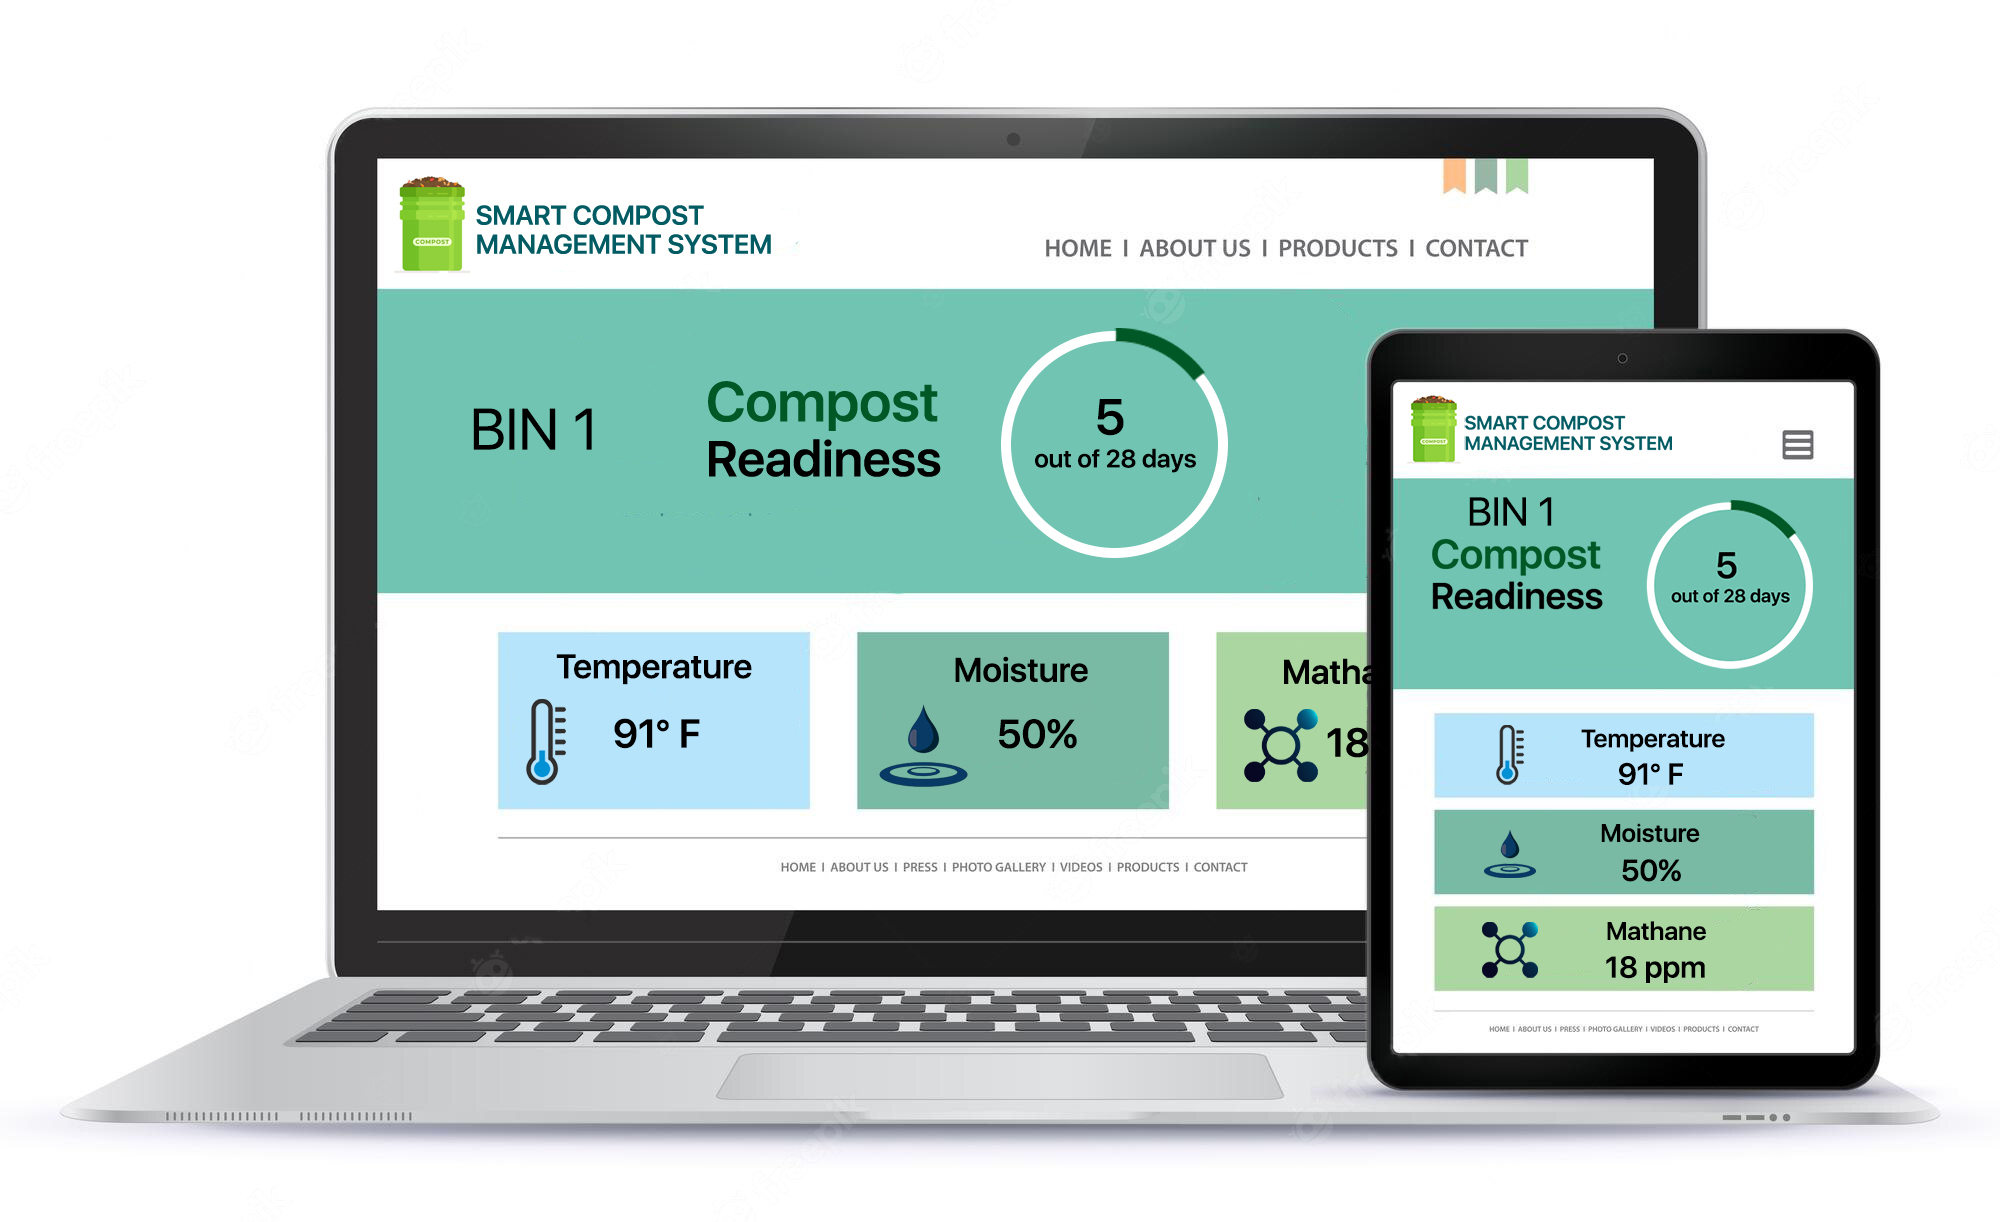 COMPOST
SMART COMPOST
MANAGEMENT SYSTEM
HOME I ABOUT US I PRODUCTS I CONTACT
BIN 1
Compost
Readiness
5
out of 28 days
Temperature
91° F
Moisture
50%
Matha
18
HOME I ABOUT US I PRESS I PHOTO GALLERY I VIDEOS I PRODUCTS I CONTACT
COMPOST
SMART COMPOST
MANAGEMENT SYSTEM
BIN 1
Compost
Readiness
5
out of 28 days
Temperature
91° F
Moisture
50%
Mathane
18 ppm
HOME I ABOUT US I PRESS I PHOTO GALLERY I VIDEOS I PRODUCTS I CONTACT